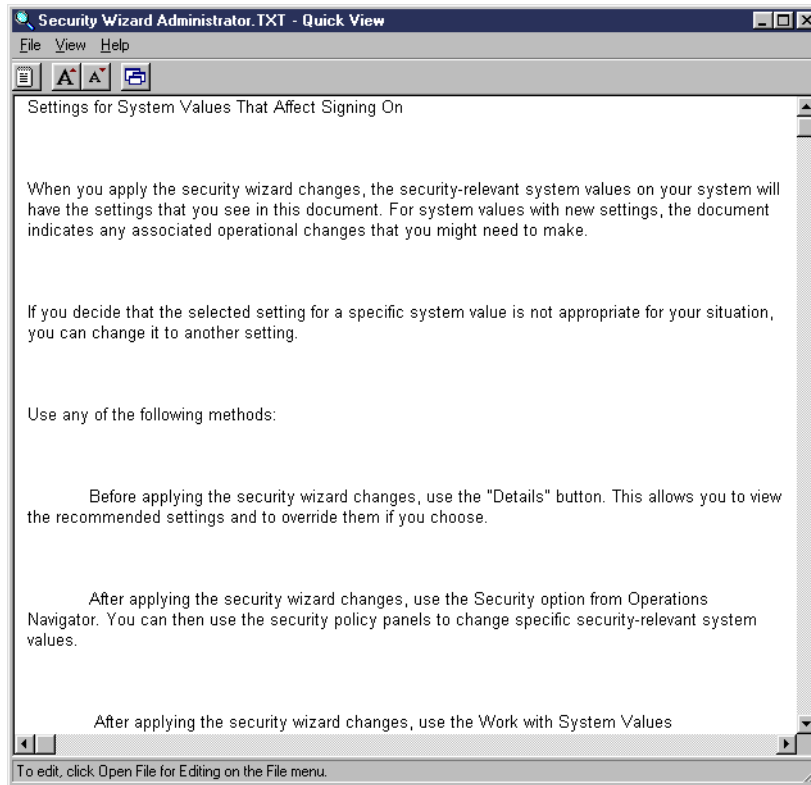 Security Wizard Administrator.TXT - Quick View
File View Help
A A
Settings for System Values That Affect Signing On
When you apply the security wizard changes, the security-relevant system values on your system will
have the settings that you see in this document. For system values with new settings, the document
indicates any associated operational changes that you might need to make.
If you decide that the selected setting for a specific system value is not appropriate for your situation,
you can change it to another setting.
Use any of the following methods:
Before applying the security wizard changes, use the "Details" button. This allows you to view
the recommended settings and to override them if you choose.
After applying the security wizard changes, use the Security option from Operations
Navigator. You can then use the security policy panels to change specific security-relevant system
values.
After applying the security wizard changes, use the Work with System Values
To edit, click Open File for Editing on the File menu.